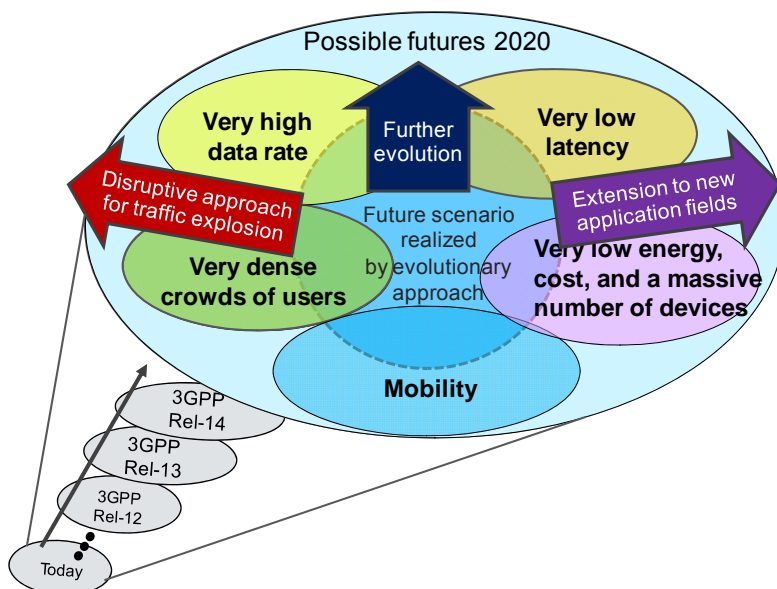 Possible futures 2020
Very high
data rate
Further
evolution
Very low
latency
Disruptive approach
for traffic explosion
Extension to new
application fields
Future scenario
realized
by evolutionary
approach
Very dense
crowds of users
Very low energy,
cost, and a massive
number of devices
Mobility
3GPP
Rel-14
3GPP
Rel-13
3GPP
Rel-12
Today